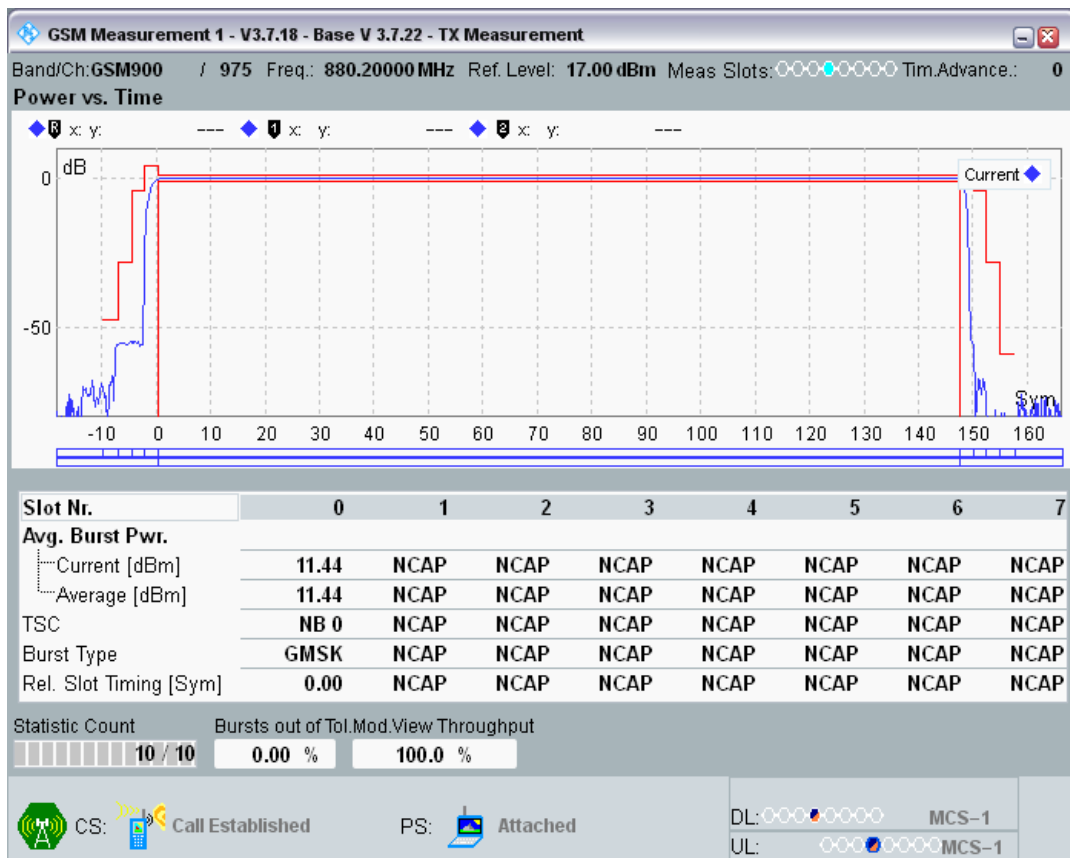 GSM Measurement 1 - V3.7.18 - Base V 3.7.22 - TX Measurement
Band/Ch:GSM900 / 975 Freq.: 880.20000 MHz Ref. Level: 17.00 dBm Meas Slots: Tim.Advance.: 0
Power vs. Time
R x: y: --- 1 x: y: --- 2 x: y: ---
dB
Current
0
-50
Sym
-10 0 10 20 30 40 50 60 70 80 90 100 110 120 130 140 150 160
Slot Nr. 0 1 2 3 4 5 6 7
Avg. Burst Pwr.
Current [dBm] 11.44 NCAP NCAP NCAP NCAP NCAP NCAP NCAP
Average [dBm] 11.44 NCAP NCAP NCAP NCAP NCAP NCAP NCAP
TSC NB 0 NCAP NCAP NCAP NCAP NCAP NCAP NCAP
Burst Type GMSK NCAP NCAP NCAP NCAP NCAP NCAP NCAP
Rel. Slot Timing [Sym] 0.00 NCAP NCAP NCAP NCAP NCAP NCAP NCAP
Statistic Count Bursts out of Tol. Mod.View Throughput
10 / 10 0.00 % 100.0 %
CS: Call Established PS: Attached
DL: MCS-1
UL: MCS-1